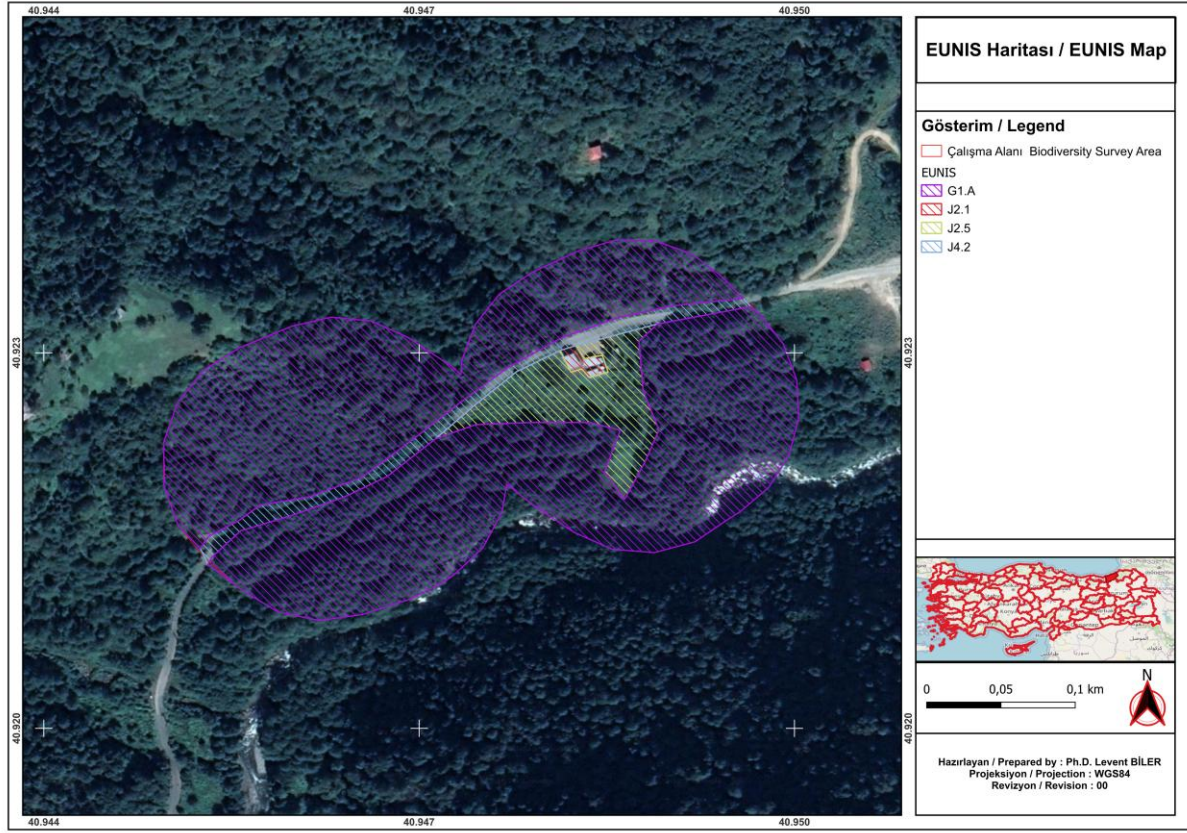 40.944
40.947
40.950
EUNIS Haritası / EUNIS Map
Gösterim / Legend
Çalışma Alanı Biodiversity Survey Area
EUNIS
G1.A
J2.1
J2.5
J4.2
40.923
40.923
40.920
40.920
N
0 0,05 0,1 km
Hazırlayan / Prepared by : Ph.D. Levent BİLER
Projeksiyon / Projection : WGS84
Revizyon / Revision : 00
40.944
40.947
40.950